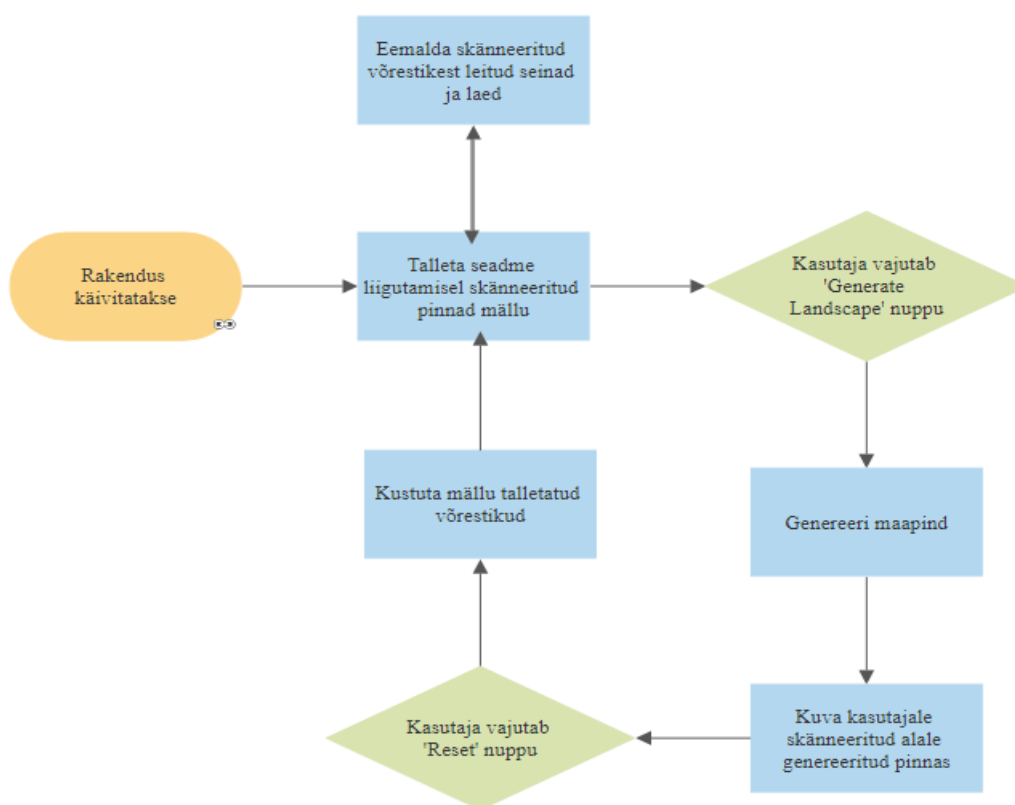 Eemalda skänneeritud
võrestikest leitud seinad
ja laed
Rakendus
käivitatakse
Talleta seadme
liigutamisel skänneeritud
pinnad mällu
Kasutaja vajutab
'Generate
Landscape' nuppu
Kustuta mällu talletatud
võrestikud
Genereeri maapind
Kasutaja vajutab
'Reset' nuppu
Kuva kasutajale
skänneeritud alale
genereeritud pinnas